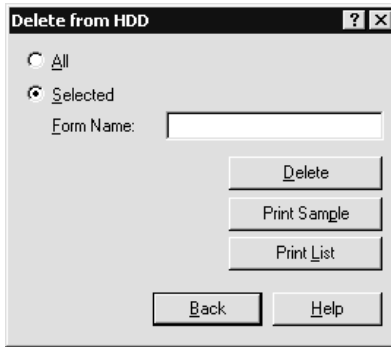 Delete from HDD
All
Selected
Form Name:
Delete
Print Sample
Print List
Back Help